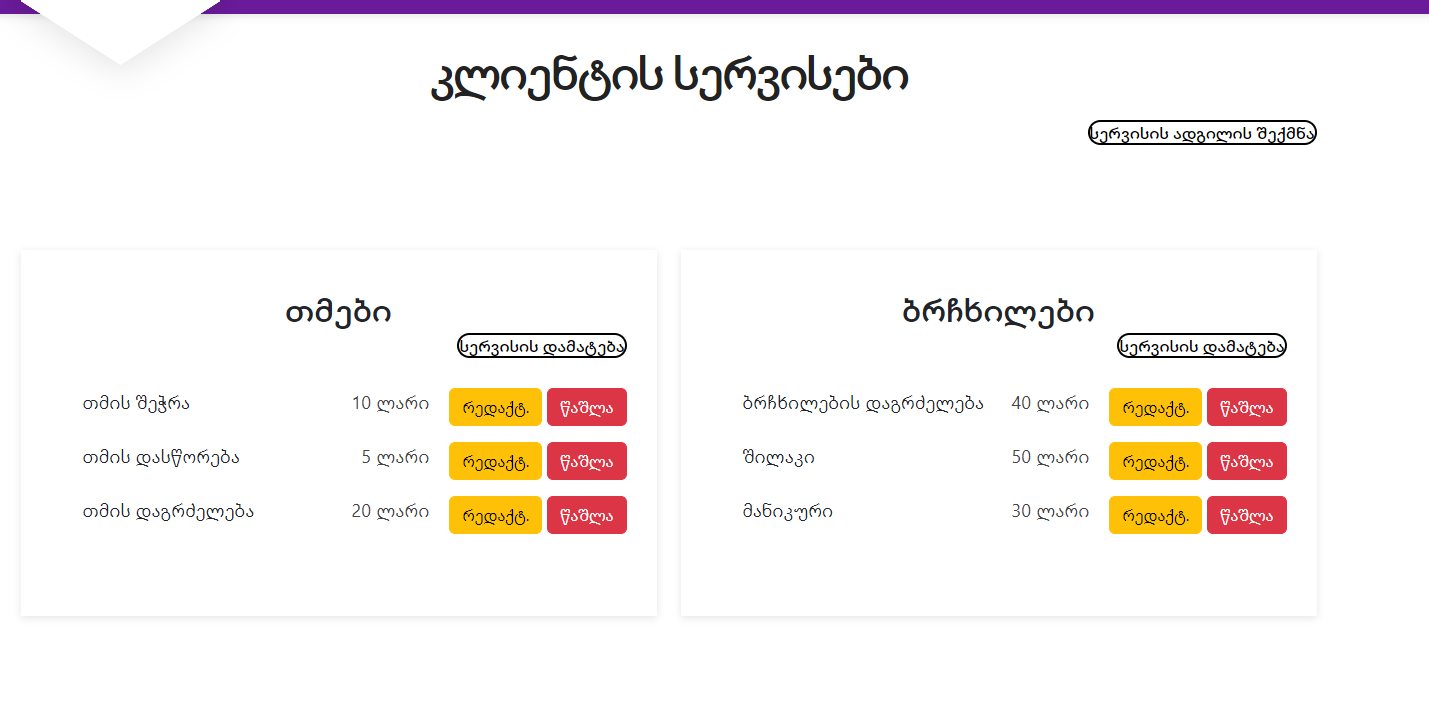 კლიენტის სერვისები
სერვისის ადგილის შექმნა
თმები
სერვისის დამატება
თმის შეჭრა 10 ლარი რედაქტ. წაშლა
თმის დასწორება 5 ლარი რედაქტ. წაშლა
თმის დაგრძელება 20 ლარი რედაქტ. წაშლა
ბრჩხილები
სერვისის დამატება
ბრჩხილების დაგრძელება 40 ლარი რედაქტ. წაშლა
შილაკი 50 ლარი რედაქტ. წაშლა
მანიკური 30 ლარი რედაქტ. წაშლა